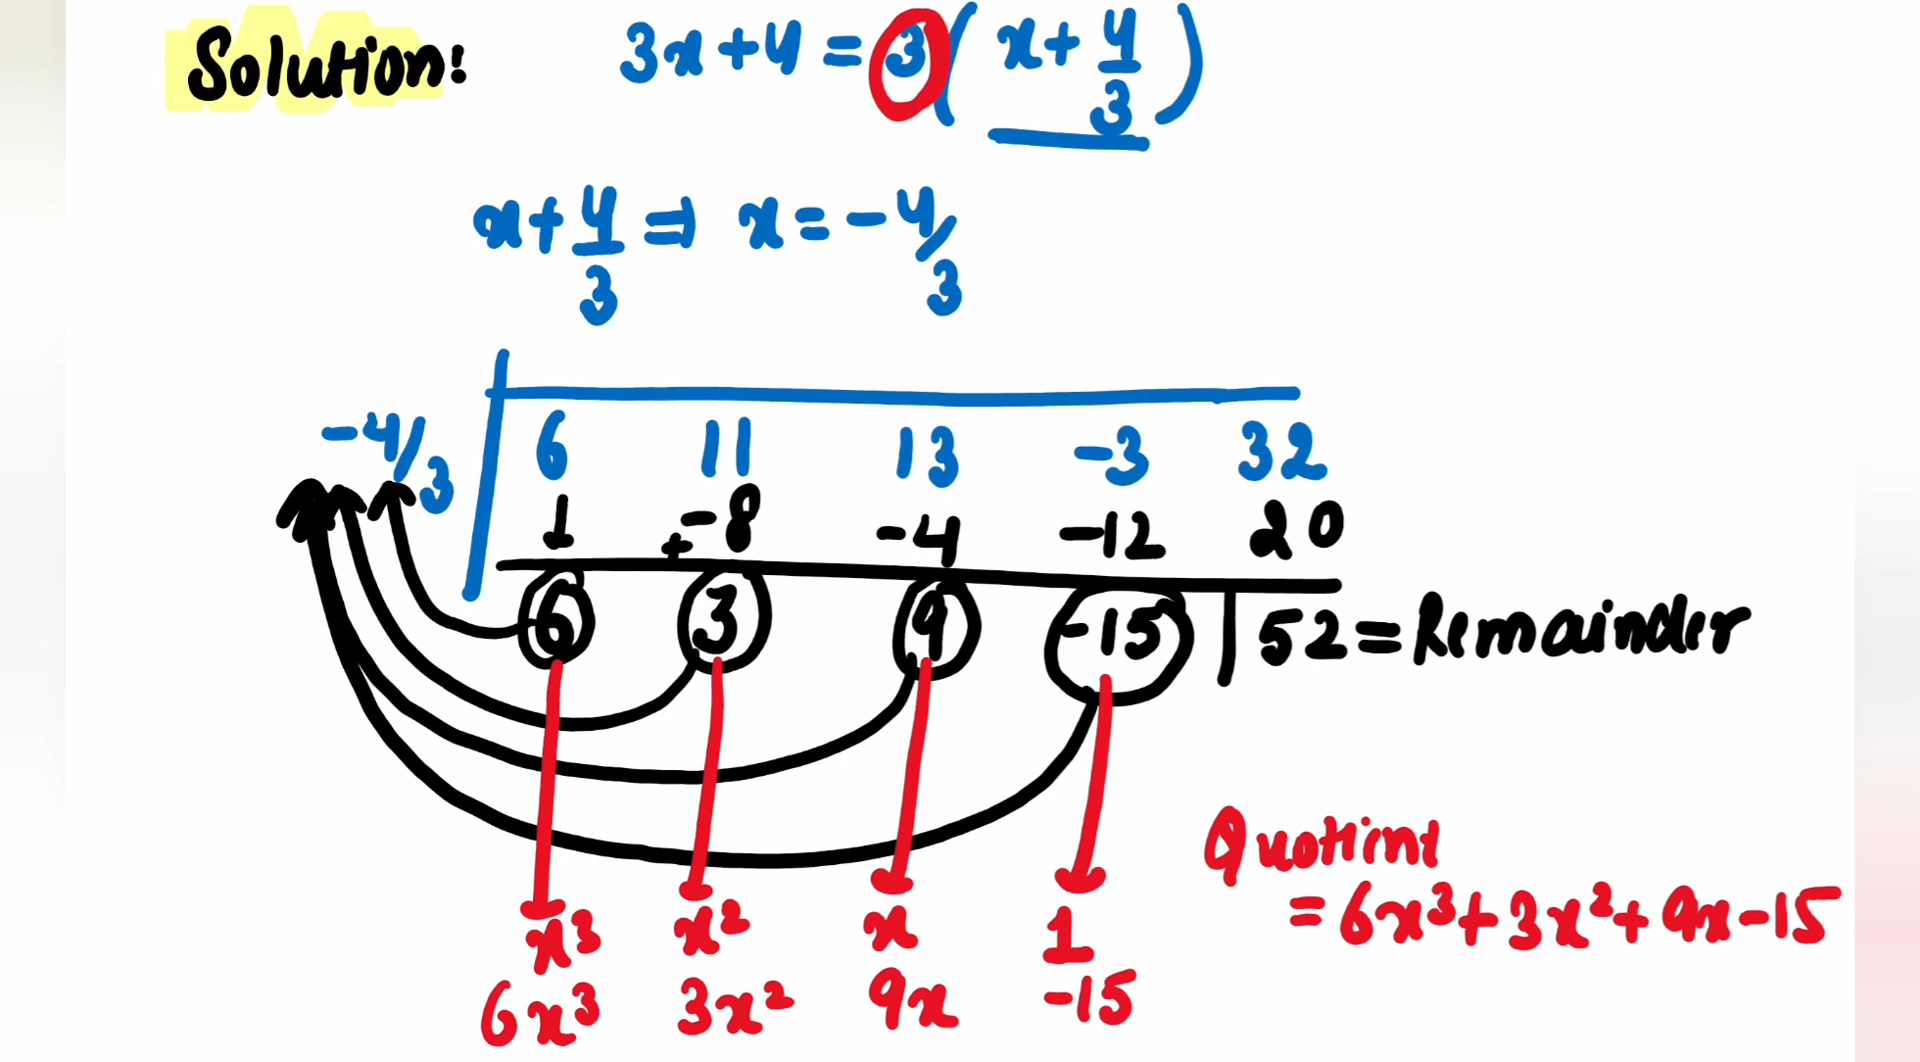 Solution:
3x+4 = 3(x+4/3)
x+4/3 ⇒ x = -4/3
-4/3 | 6 11 13 -3 32
1 + -8 -4 -12 20
6 3 9 -15 | 52 = Remainder
x³ x² x 1
6x³ 3x² 9x -15
Quotint
= 6x³+3x²+9x-15